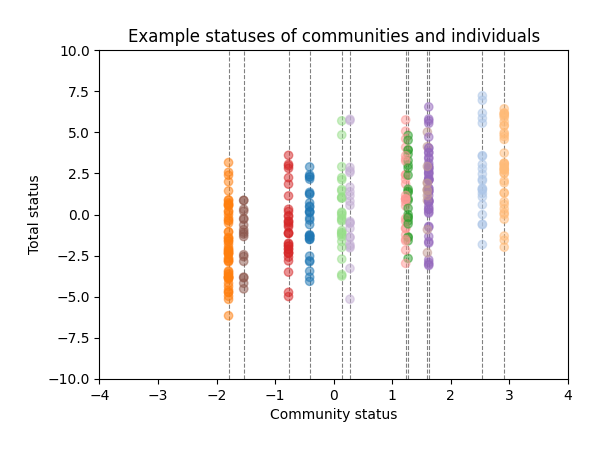 Example statuses of communities and individuals
10.0
7.5
5.0
2.5
0.0
−2.5
−5.0
−7.5
−10.0
Total status
−4 −3 −2 −1 0 1 2 3 4
Community status